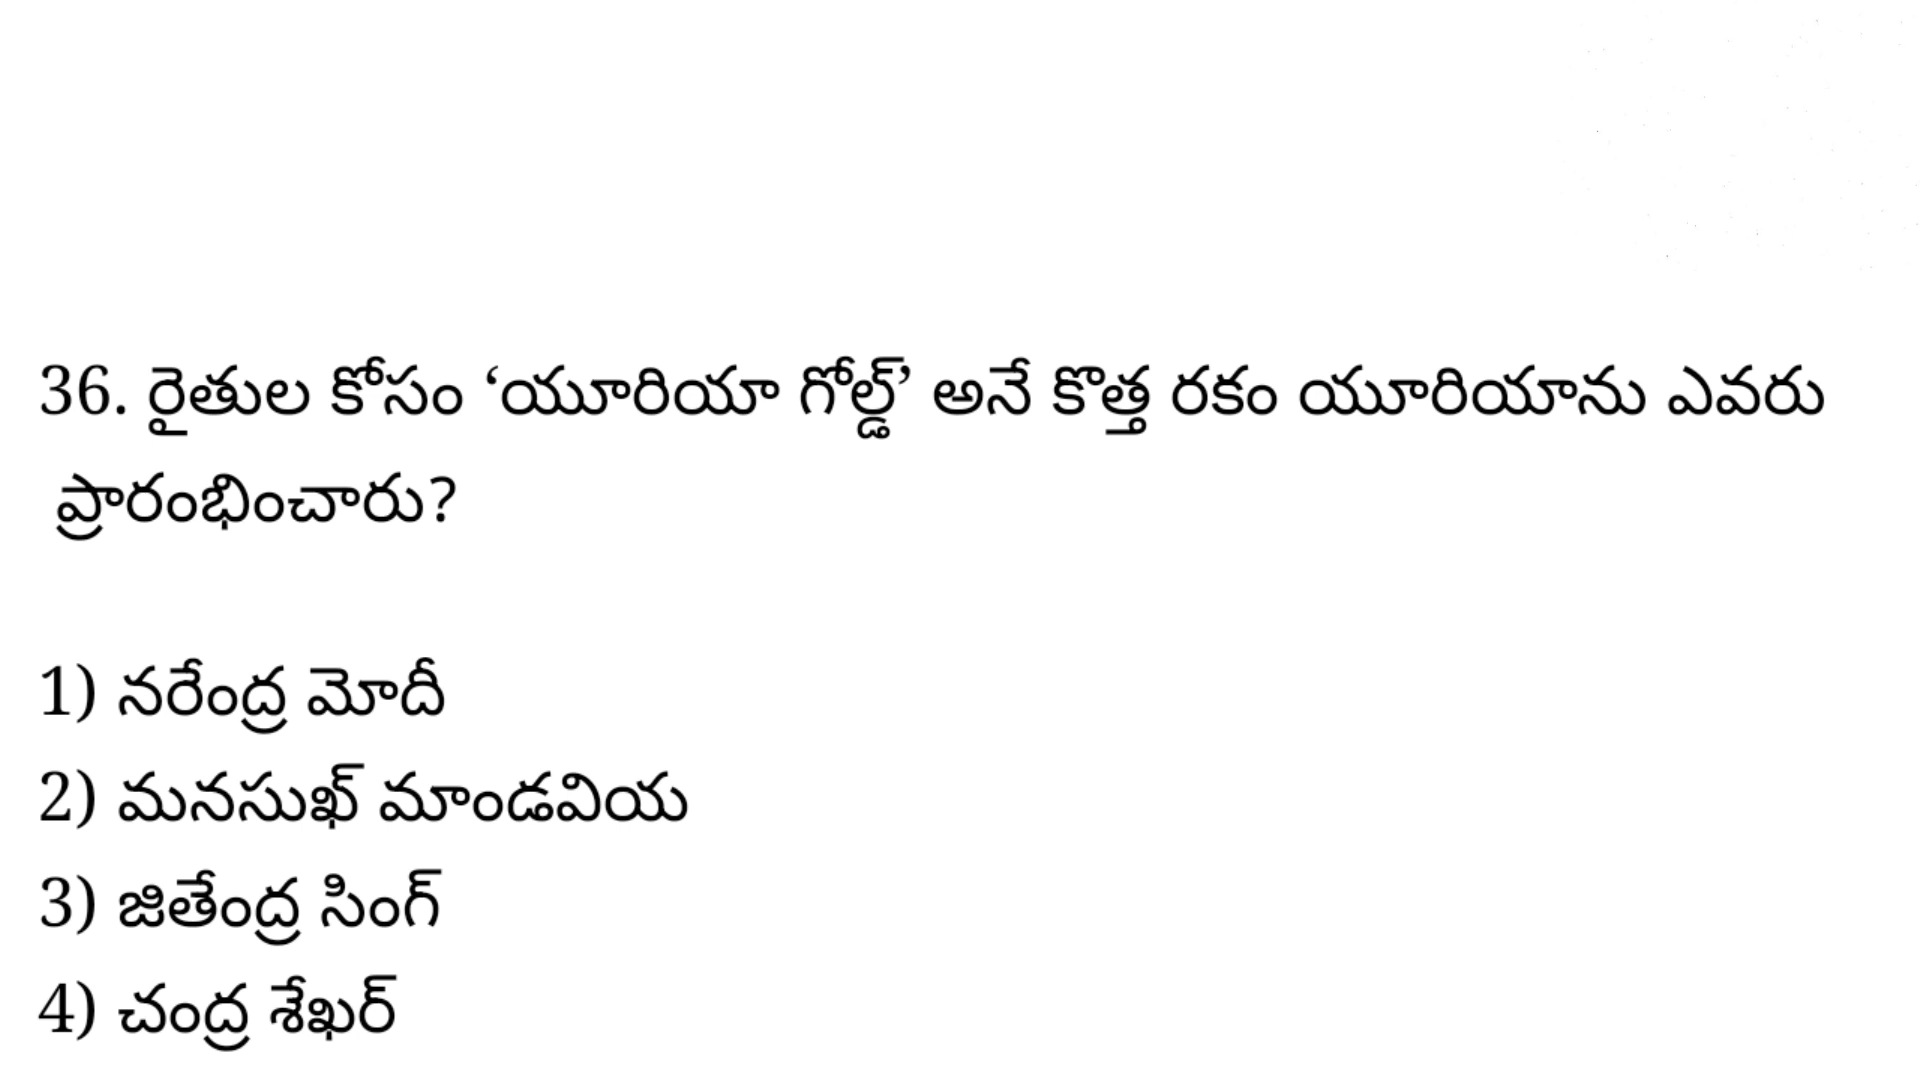 36. రైతుల కోసం ‘యూరియా గోల్డ్’ అనే కొత్త రకం యూరియాను ఎవరు
ప్రారంభించారు?
1) నరేంద్ర మోదీ
2) మనసుఖ్ మాండవియ
3) జితేంద్ర సింగ్
4) చంద్ర శేఖర్